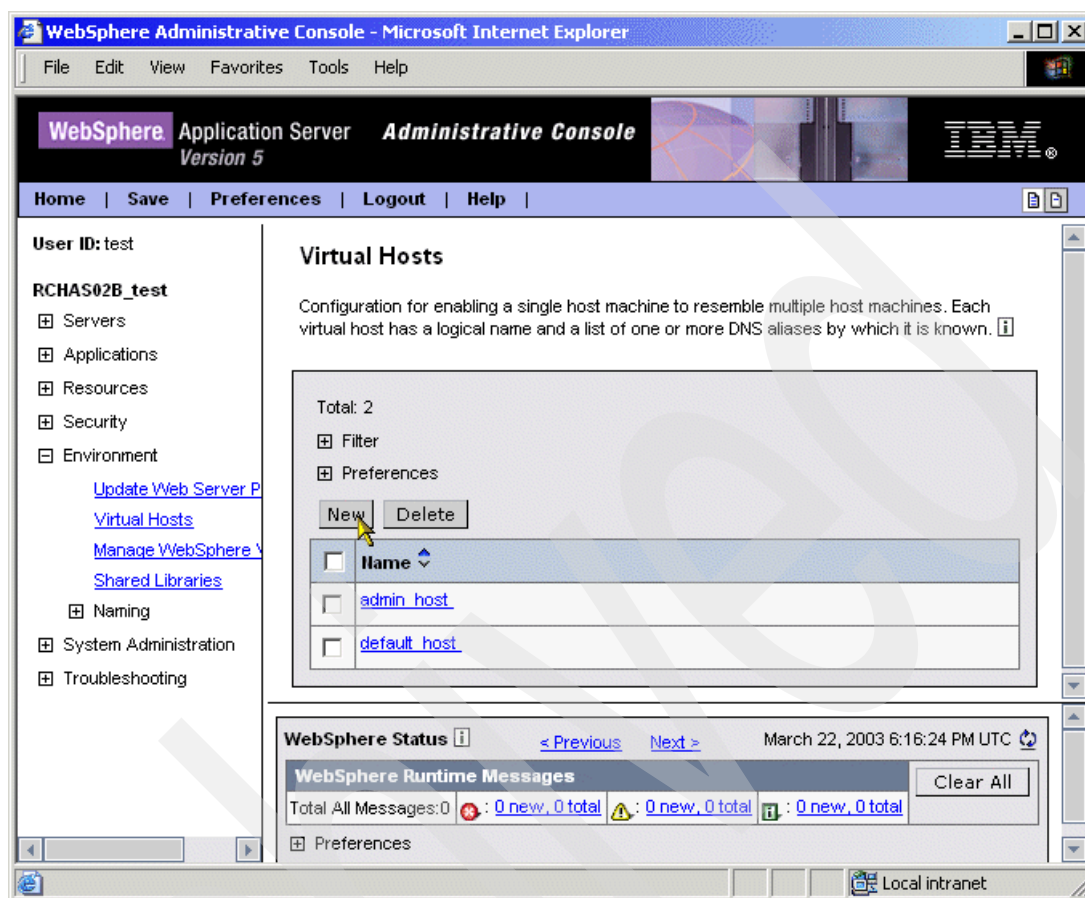 WebSphere Administrative Console - Microsoft Internet Explorer
File Edit View Favorites Tools Help
WebSphere. Application Server Administrative Console
Version 5
IBM®
Home | Save | Preferences | Logout | Help |
User ID: test
RCHAS02B_test
Servers
Applications
Resources
Security
Environment
Update Web Server P
Virtual Hosts
Manage WebSphere V
Shared Libraries
Naming
System Administration
Troubleshooting
Virtual Hosts
Configuration for enabling a single host machine to resemble multiple host machines. Each
virtual host has a logical name and a list of one or more DNS aliases by which it is known. i
Total: 2
Filter
Preferences
New Delete
Name
admin_host
default_host
WebSphere Status i < Previous Next > March 22, 2003 6:16:24 PM UTC
WebSphere Runtime Messages
Clear All
Total All Messages:0 : 0 new, 0 total : 0 new, 0 total : 0 new, 0 total
Preferences
Local intranet